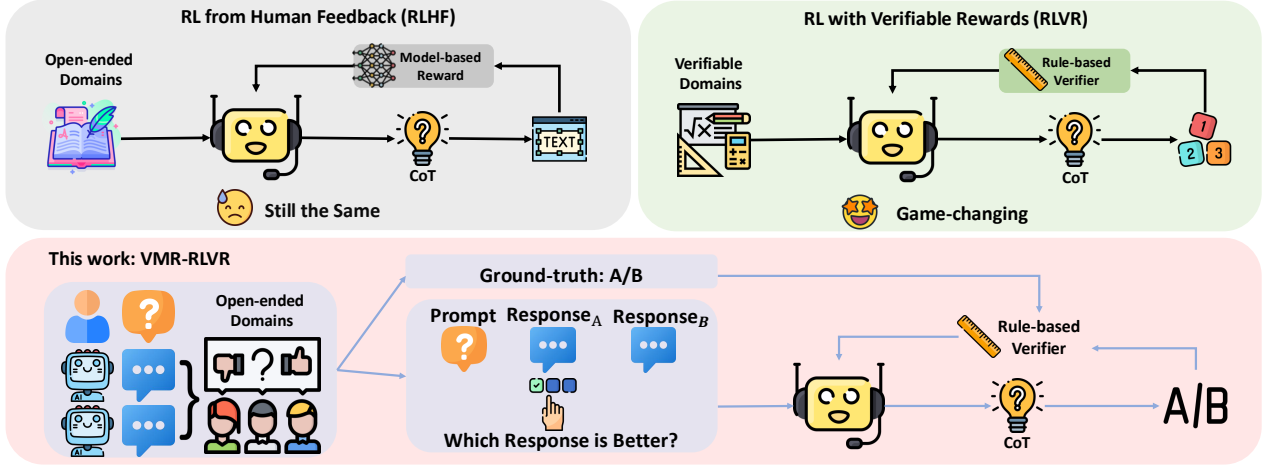 RL from Human Feedback (RLHF)
Open-ended
Domains
Model-based
Reward
TEXT
CoT
Still the Same
RL with Verifiable Rewards (RLVR)
Verifiable
Domains
Rule-based
Verifier
√x
CoT
1
2
3
Game-changing
This work: VMR-RLVR
Open-ended
Domains
AI
AI
Ground-truth: A/B
Prompt
Response_A
Response_B
Which Response is Better?
Rule-based
Verifier
CoT
A/B